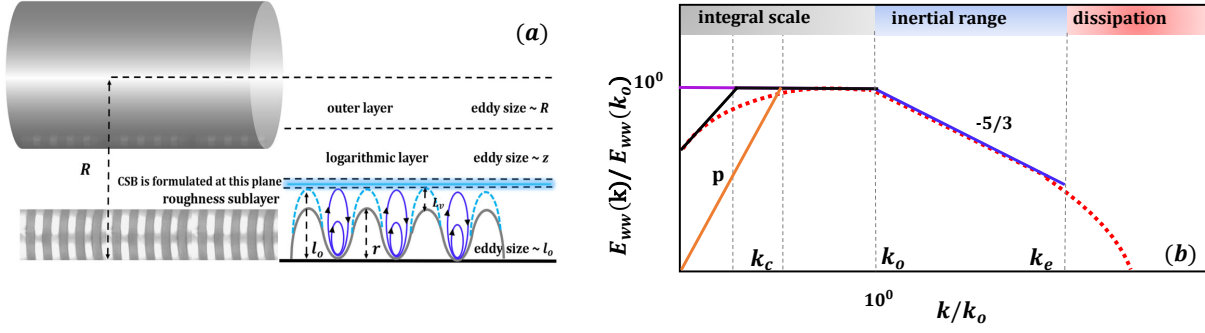 (a)
outer layer
eddy size ~ R
R
logarithmic layer
eddy size ~ z
CSB is formulated at this plane
roughness sublayer
l_v
l_o
r
eddy size ~ l_o
integral scale
inertial range
dissipation
E_ww(k)/E_ww(k_o)
10^0
-5/3
p
k_c
k_o
k_e
(b)
10^0
k/k_o